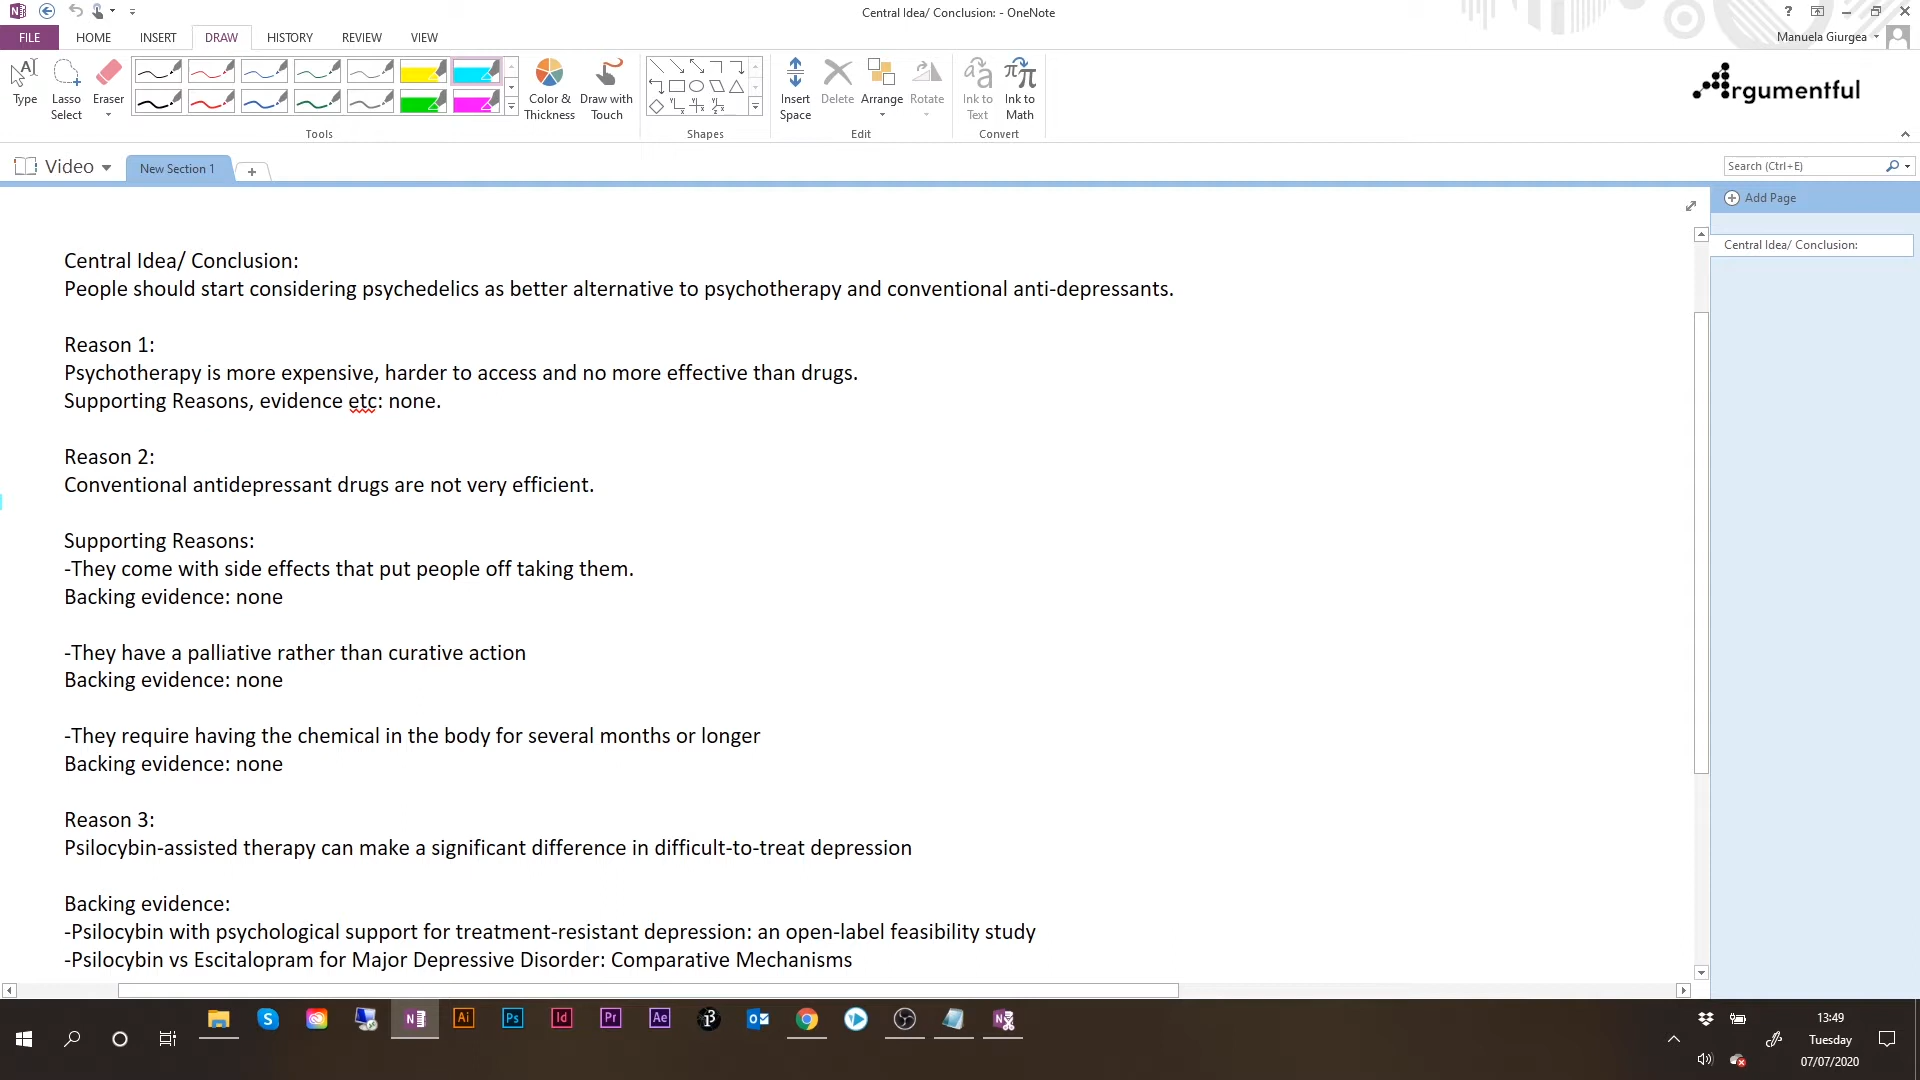 Central Idea/ Conclusion: - OneNote
?
Manuela Giurgea
FILE HOME INSERT DRAW HISTORY REVIEW VIEW
Type
Lasso Select
Eraser
Color & Thickness
Draw with Touch
Insert Space
Delete
Arrange
Rotate
Ink to Text
Ink to Math
Tools
Shapes
Edit
Convert
Argumentful
Video
New Section 1
+
Search (Ctrl+E)
Add Page
Central Idea/ Conclusion:
Central Idea/ Conclusion:
People should start considering psychedelics as better alternative to psychotherapy and conventional anti-depressants.
Reason 1:
Psychotherapy is more expensive, harder to access and no more effective than drugs.
Supporting Reasons, evidence etc: none.
Reason 2:
Conventional antidepressant drugs are not very efficient.
Supporting Reasons:
-They come with side effects that put people off taking them.
Backing evidence: none
-They have a palliative rather than curative action
Backing evidence: none
-They require having the chemical in the body for several months or longer
Backing evidence: none
Reason 3:
Psilocybin-assisted therapy can make a significant difference in difficult-to-treat depression
Backing evidence:
-Psilocybin with psychological support for treatment-resistant depression: an open-label feasibility study
-Psilocybin vs Escitalopram for Major Depressive Disorder: Comparative Mechanisms
Ai
Ps
Id
Pr
Ae
13:49
Tuesday
07/07/2020